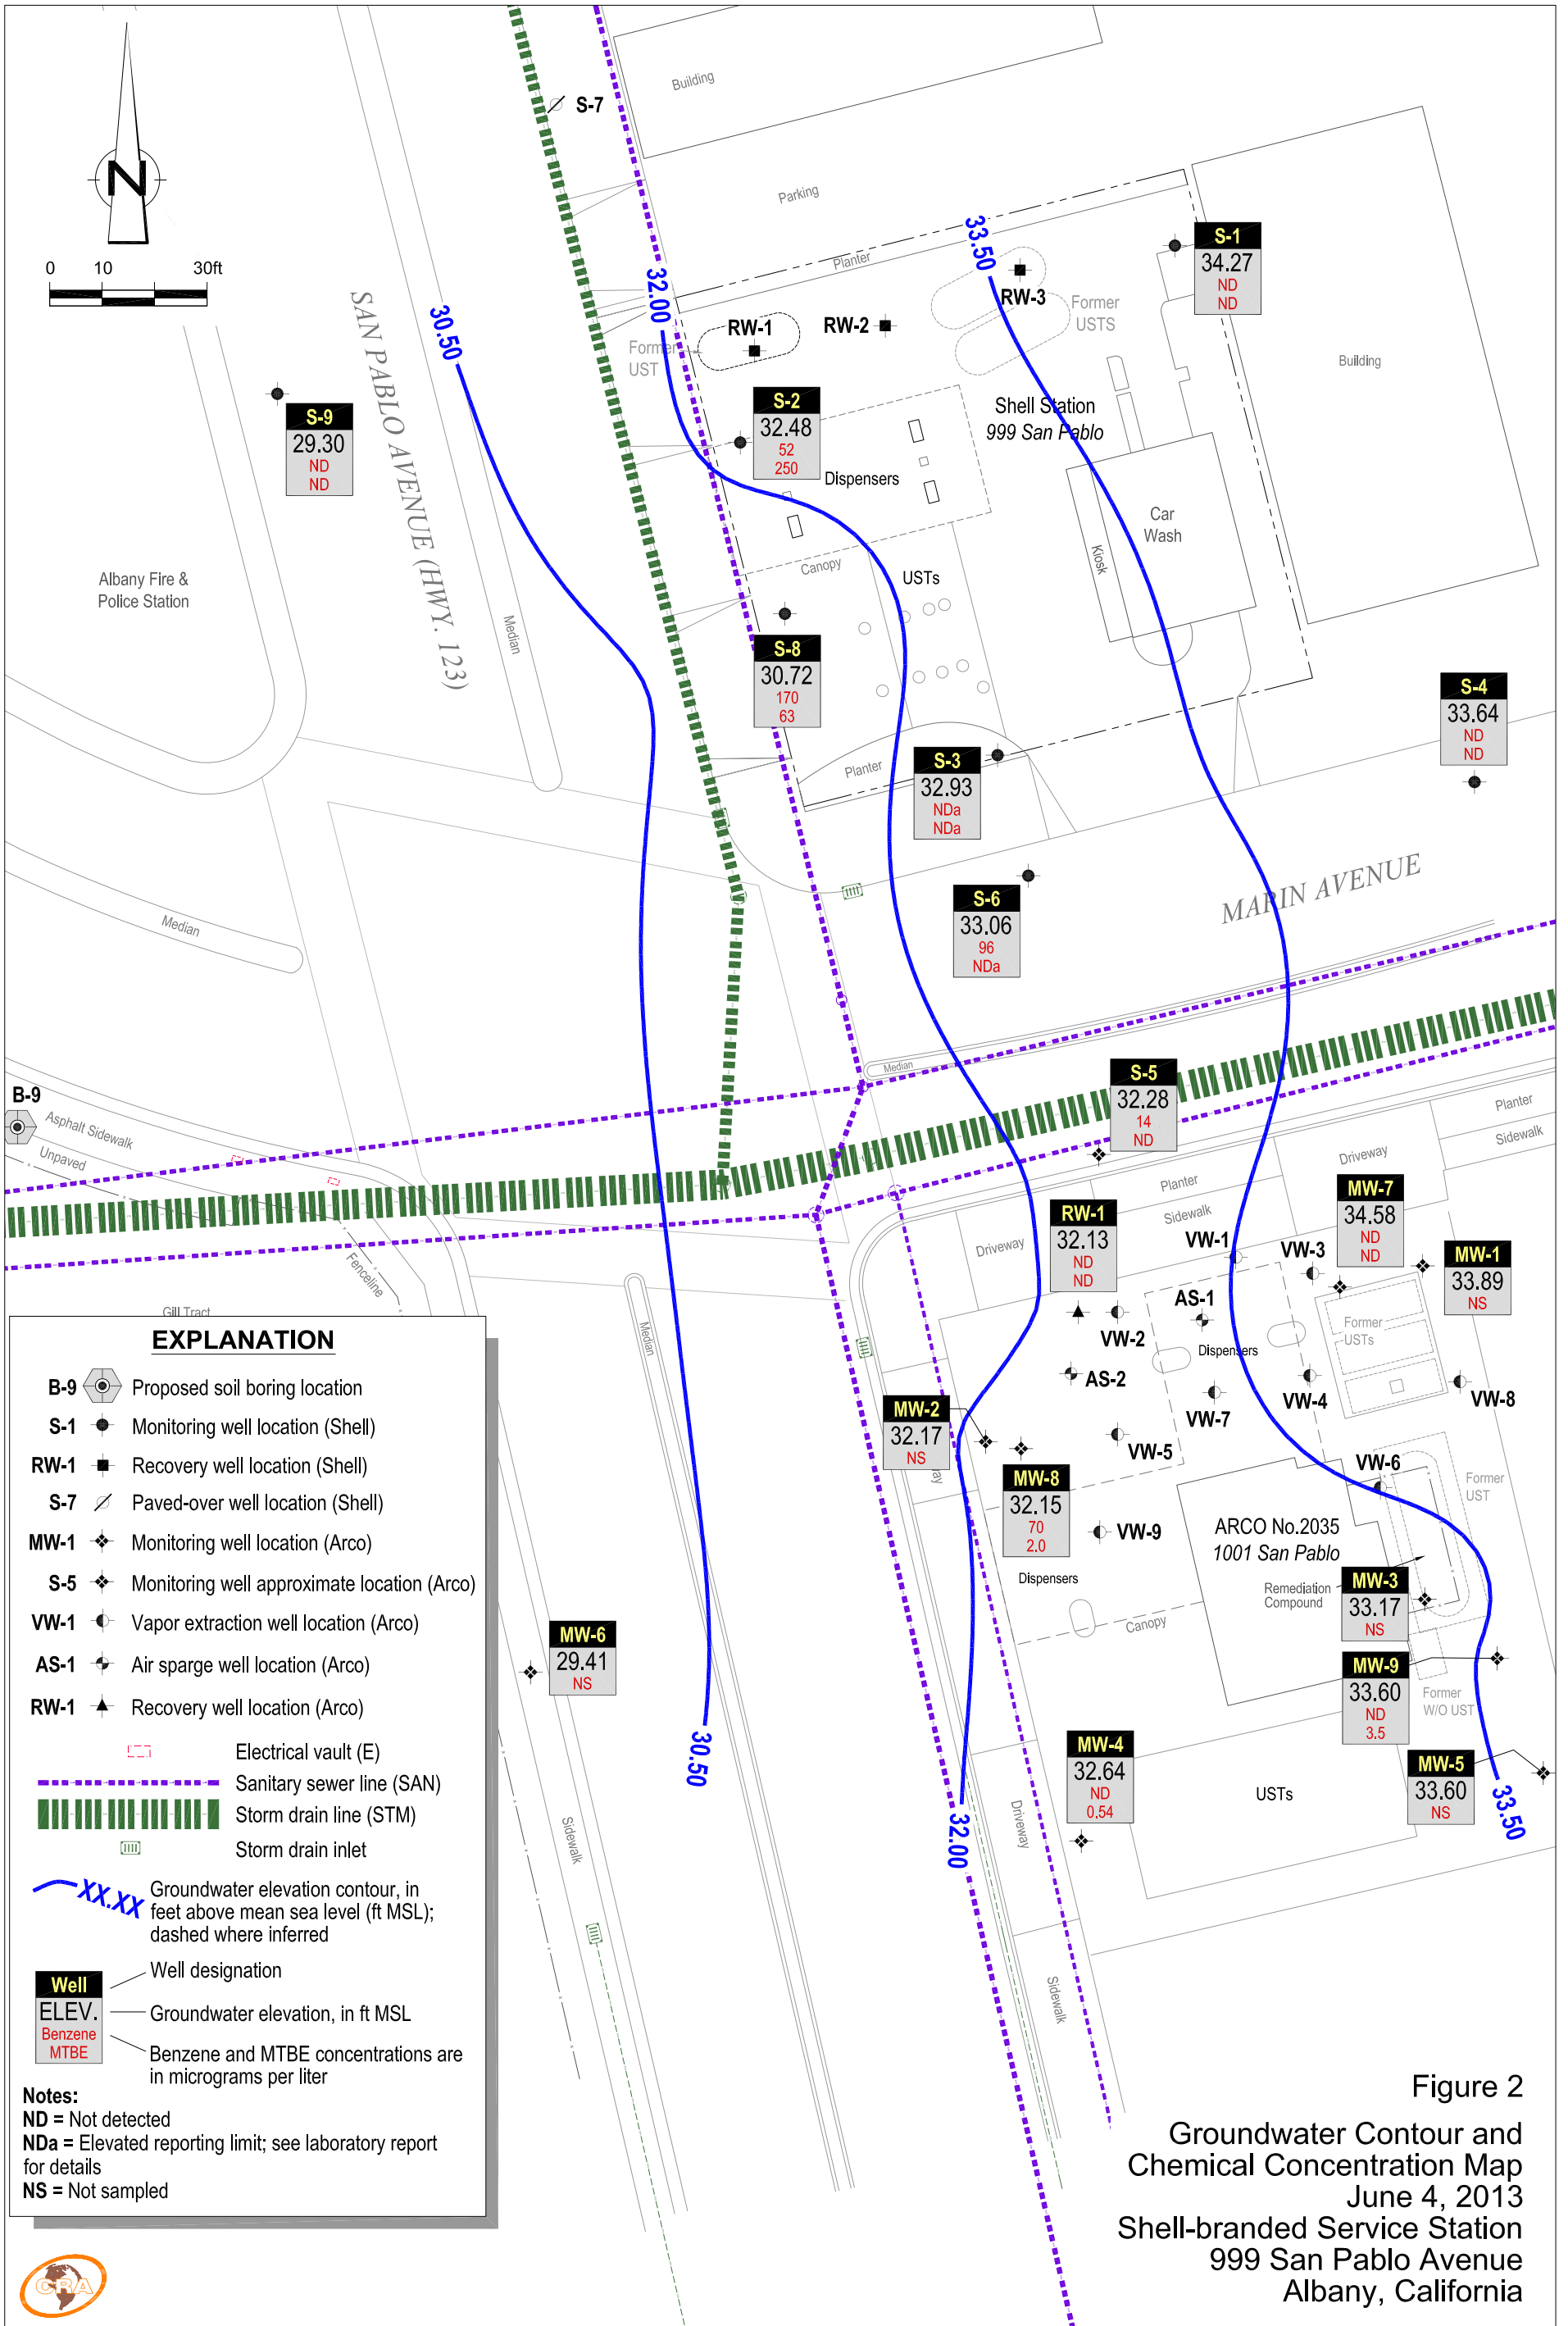 Building
S-7
Parking
N
0 10 30ft
Planter
33.50
S-1
34.27
ND
ND
32.00
30.50
RW-1
RW-2
RW-3
Former
USTS
Former
UST
Building
SAN PABLO AVENUE (HWY. 123)
S-9
29.30
ND
ND
S-2
32.48
52
250
Shell Station
999 San Pablo
Dispensers
Car
Wash
Kiosk
Canopy
USTs
Albany Fire &
Police Station
Median
S-8
30.72
170
63
S-4
33.64
ND
ND
S-3
32.93
NDa
NDa
Planter
S-6
33.06
96
NDa
MARIN AVENUE
Median
Median
S-5
32.28
14
ND
B-9
Asphalt Sidewalk
Unpaved
Planter
Sidewalk
Driveway
Planter
Sidewalk
MW-7
34.58
ND
ND
RW-1
32.13
ND
ND
Driveway
VW-1
VW-3
MW-1
33.89
NS
Fenceline
Gill Tract
AS-1
VW-2
Dispensers
Former
USTs
Median
AS-2
VW-7
VW-4
VW-8
MW-2
32.17
NS
VW-5
MW-8
32.15
70
2.0
VW-6
Former
UST
VW-9
ARCO No.2035
1001 San Pablo
Dispensers
Remediation
Compound
MW-3
33.17
NS
Canopy
MW-6
29.41
NS
MW-9
33.60
ND
3.5
Former
W/O UST
MW-4
32.64
ND
0.54
MW-5
33.60
NS
USTs
30.50
32.00
33.50
Driveway
Sidewalk
Sidewalk
EXPLANATION
B-9 Proposed soil boring location
S-1 Monitoring well location (Shell)
RW-1 Recovery well location (Shell)
S-7 Paved-over well location (Shell)
MW-1 Monitoring well location (Arco)
S-5 Monitoring well approximate location (Arco)
VW-1 Vapor extraction well location (Arco)
AS-1 Air sparge well location (Arco)
RW-1 Recovery well location (Arco)
Electrical vault (E)
Sanitary sewer line (SAN)
Storm drain line (STM)
Storm drain inlet
XX.XX Groundwater elevation contour, in
feet above mean sea level (ft MSL);
dashed where inferred
Well
ELEV.
Benzene
MTBE
Well designation
Groundwater elevation, in ft MSL
Benzene and MTBE concentrations are
in micrograms per liter
Notes:
ND = Not detected
NDa = Elevated reporting limit; see laboratory report
for details
NS = Not sampled
CRA
Figure 2
Groundwater Contour and
Chemical Concentration Map
June 4, 2013
Shell-branded Service Station
999 San Pablo Avenue
Albany, California